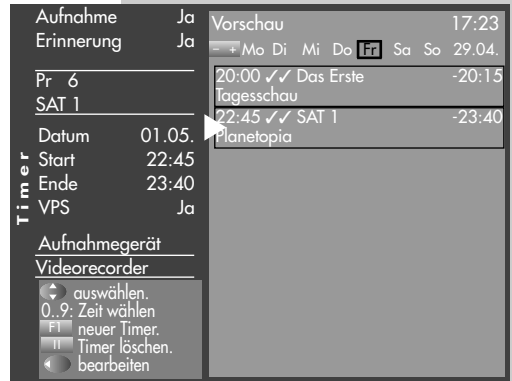 Aufnahme Ja
Erinnerung Ja
Pr 6
SAT 1
Datum 01.05.
Start 22:45
Ende 23:40
VPS Ja
Timer
Aufnahmegerät
Videorecorder
auswählen.
0..9: Zeit wählen
F1 neuer Timer.
II Timer löschen.
bearbeiten
Vorschau 17:23
- + Mo Di Mi Do Fr Sa So 29.04.
20:00 ✓✓ Das Erste -20:15
Tagesschau
22:45 ✓✓ SAT 1 -23:40
Planetopia